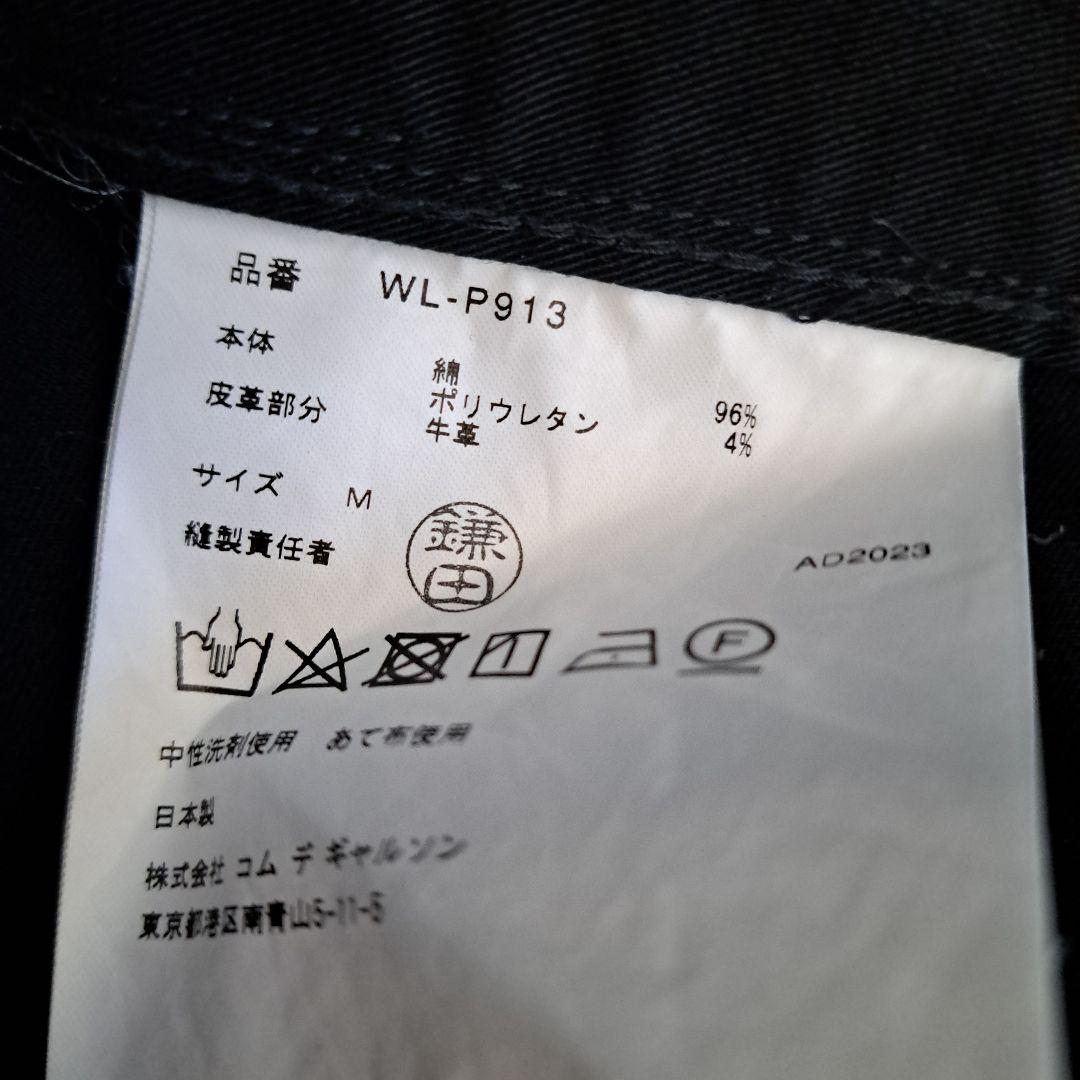 品番 WL-P913
本体 綿 96%
ポリウレタン 4%
皮革部分 牛革
サイズ M
縫製責任者 鎌田
AD2023
F
中性洗剤使用 あて布使用
日本製
株式会社 コム デ ギャルソン
東京都港区南青山5-11-5